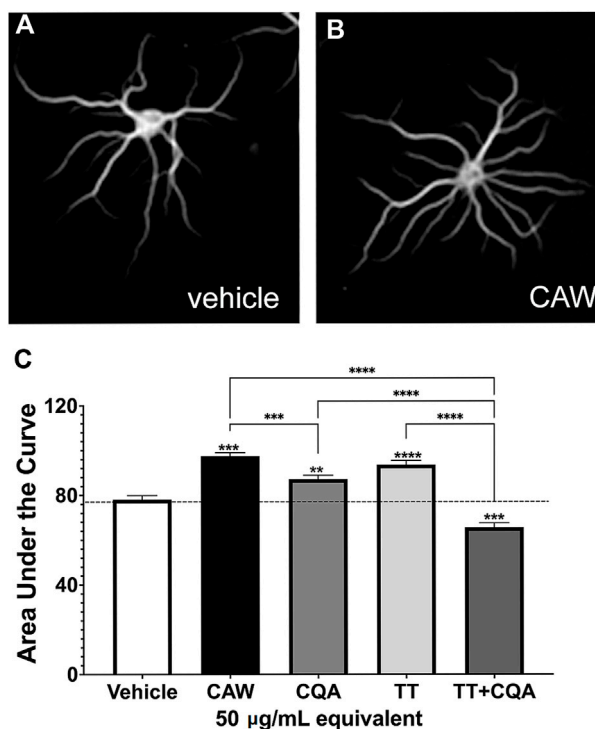 A
vehicle
B
CAW
C
Area Under the Curve
120
80
40
0
****
****
***
****
***
**
****
***
Vehicle CAW CQA TT TT+CQA
50 µg/mL equivalent